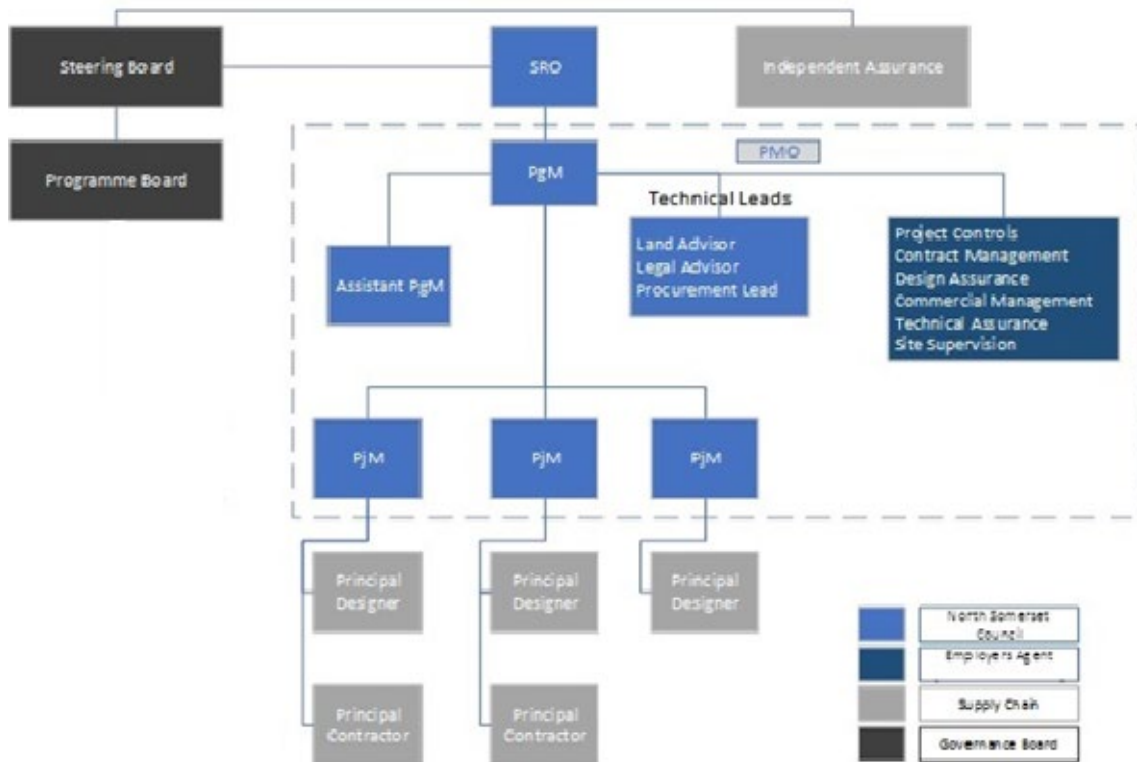 Steering Board
SRO
Independent Assurance
PMO
Programme Board
PgM
Technical Leads
Assistant PgM
Land Advisor
Legal Advisor
Procurement Lead
Project Controls
Contract Management
Design Assurance
Commercial Management
Technical Assurance
Site Supervision
PjM
PjM
PjM
Principal
Designer
Principal
Designer
Principal
Designer
Principal
Contractor
Principal
Contractor
North Somerset
Council
Employers Agent
Supply Chain
Governance Board